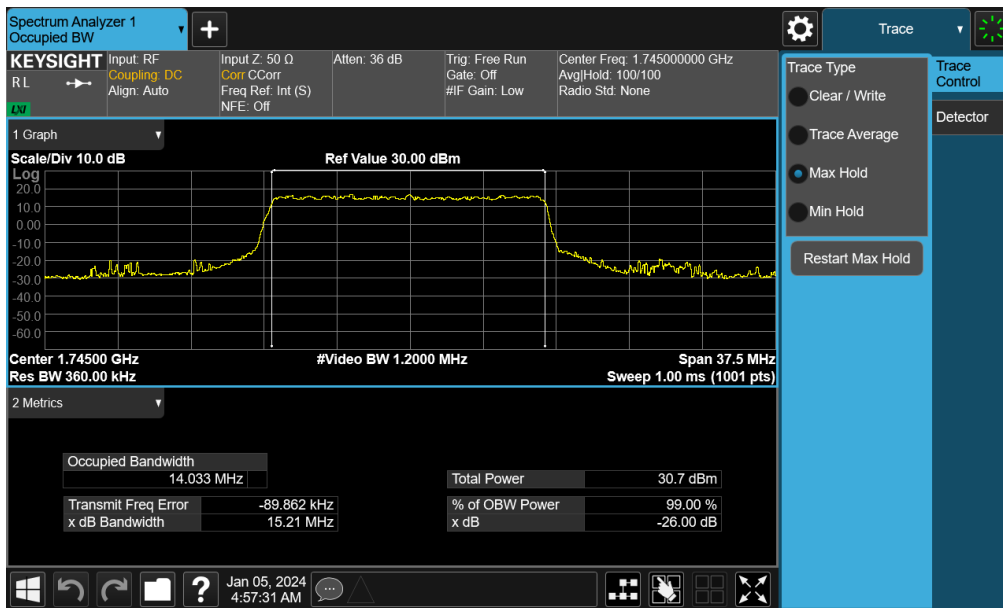 Spectrum Analyzer 1
Occupied BW
+
Trace
KEYSIGHT
R L
LXI
Input: RF
Coupling: DC
Align: Auto
Input Z: 50 Ω
Corr CCorr
Freq Ref: Int (S)
NFE: Off
Atten: 36 dB
Trig: Free Run
Gate: Off
#IF Gain: Low
Center Freq: 1.745000000 GHz
Avg|Hold: 100/100
Radio Std: None
Trace Type
Clear / Write
Trace Average
Max Hold
Min Hold
Restart Max Hold
Trace
Control
Detector
1 Graph
Scale/Div 10.0 dB
Ref Value 30.00 dBm
Log
20.0
10.0
0.00
-10.0
-20.0
-30.0
-40.0
-50.0
-60.0
Center 1.74500 GHz
#Video BW 1.2000 MHz
Span 37.5 MHz
Res BW 360.00 kHz
Sweep 1.00 ms (1001 pts)
2 Metrics
Occupied Bandwidth
14.033 MHz
Total Power 30.7 dBm
Transmit Freq Error -89.862 kHz
% of OBW Power 99.00 %
x dB Bandwidth 15.21 MHz
x dB -26.00 dB
?
Jan 05, 2024
4:57:31 AM